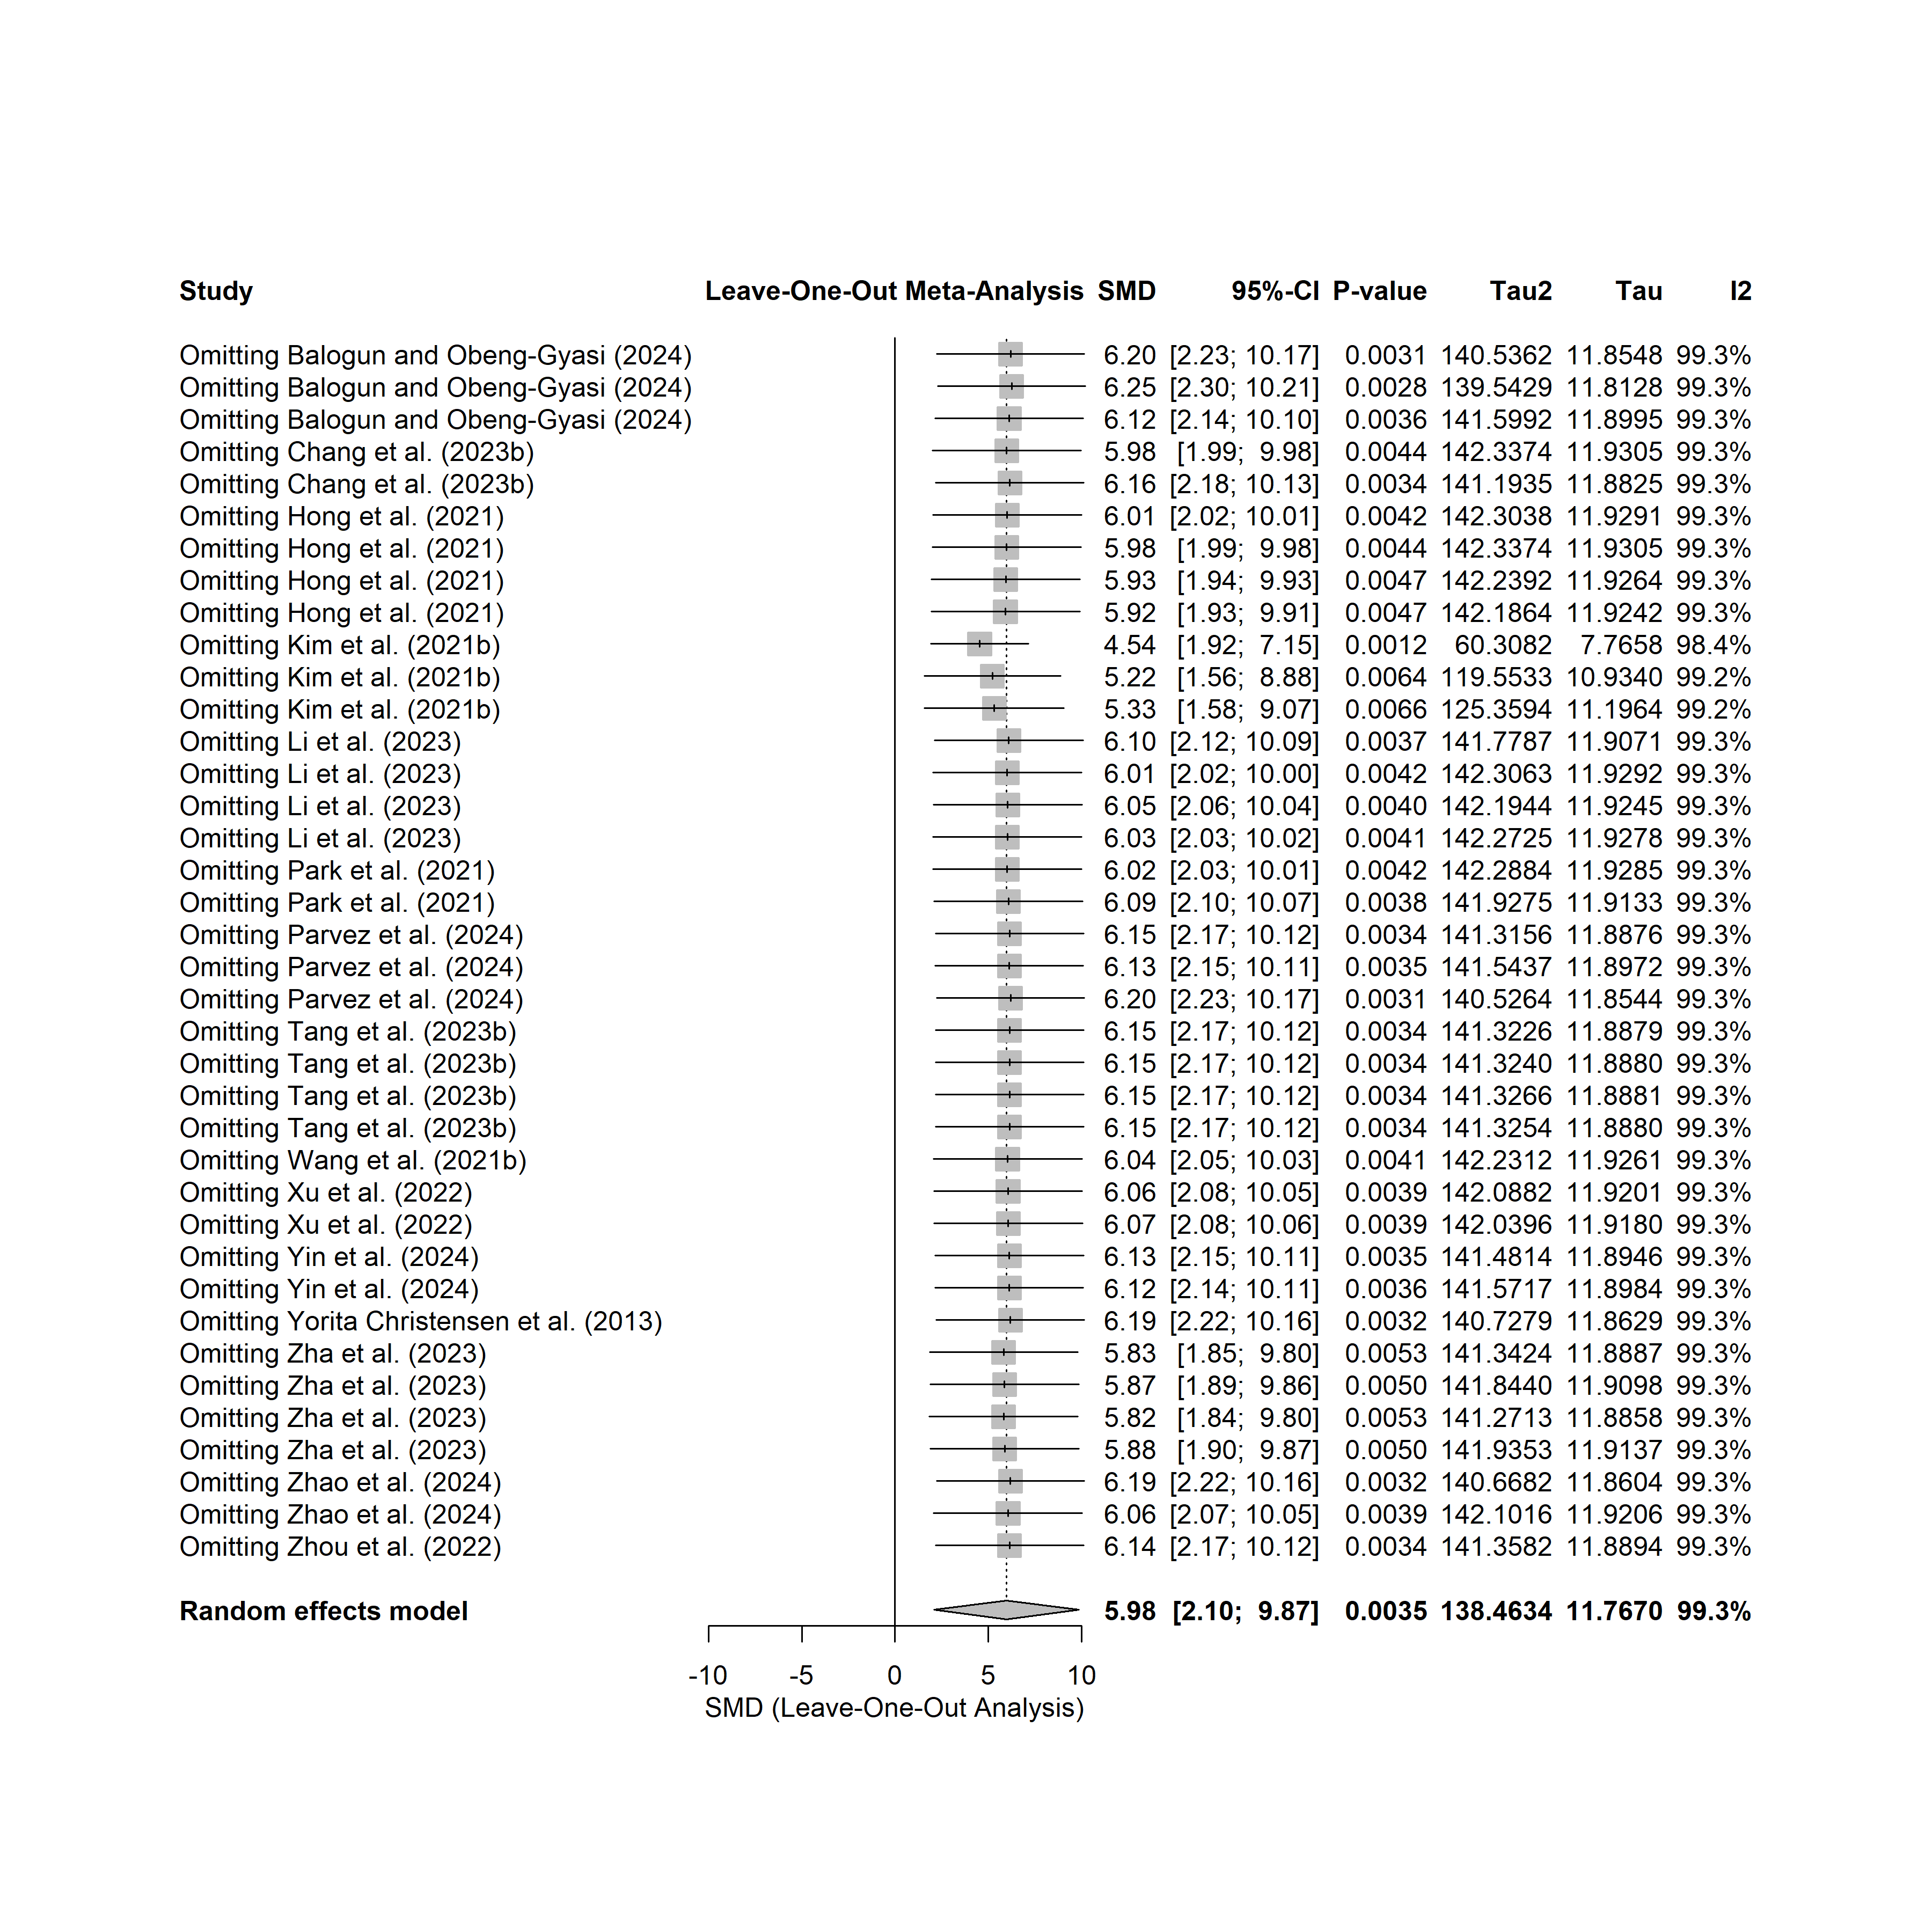 Study Leave-One-Out Meta-Analysis SMD 95%-CI P-value Tau2 Tau I2
Omitting Balogun and Obeng-Gyasi (2024) 6.20 [2.23; 10.17] 0.0031 140.5362 11.8548 99.3%
Omitting Balogun and Obeng-Gyasi (2024) 6.25 [2.30; 10.21] 0.0028 139.5429 11.8128 99.3%
Omitting Balogun and Obeng-Gyasi (2024) 6.12 [2.14; 10.10] 0.0036 141.5992 11.8995 99.3%
Omitting Chang et al. (2023b) 5.98 [1.99; 9.98] 0.0044 142.3374 11.9305 99.3%
Omitting Chang et al. (2023b) 6.16 [2.18; 10.13] 0.0034 141.1935 11.8825 99.3%
Omitting Hong et al. (2021) 6.01 [2.02; 10.01] 0.0042 142.3038 11.9291 99.3%
Omitting Hong et al. (2021) 5.98 [1.99; 9.98] 0.0044 142.3374 11.9305 99.3%
Omitting Hong et al. (2021) 5.93 [1.94; 9.93] 0.0047 142.2392 11.9264 99.3%
Omitting Hong et al. (2021) 5.92 [1.93; 9.91] 0.0047 142.1864 11.9242 99.3%
Omitting Kim et al. (2021b) 4.54 [1.92; 7.15] 0.0012 60.3082 7.7658 98.4%
Omitting Kim et al. (2021b) 5.22 [1.56; 8.88] 0.0064 119.5533 10.9340 99.2%
Omitting Kim et al. (2021b) 5.33 [1.58; 9.07] 0.0066 125.3594 11.1964 99.2%
Omitting Li et al. (2023) 6.10 [2.12; 10.09] 0.0037 141.7787 11.9071 99.3%
Omitting Li et al. (2023) 6.01 [2.02; 10.00] 0.0042 142.3063 11.9292 99.3%
Omitting Li et al. (2023) 6.05 [2.06; 10.04] 0.0040 142.1944 11.9245 99.3%
Omitting Li et al. (2023) 6.03 [2.03; 10.02] 0.0041 142.2725 11.9278 99.3%
Omitting Park et al. (2021) 6.02 [2.03; 10.01] 0.0042 142.2884 11.9285 99.3%
Omitting Park et al. (2021) 6.09 [2.10; 10.07] 0.0038 141.9275 11.9133 99.3%
Omitting Parvez et al. (2024) 6.15 [2.17; 10.12] 0.0034 141.3156 11.8876 99.3%
Omitting Parvez et al. (2024) 6.13 [2.15; 10.11] 0.0035 141.5437 11.8972 99.3%
Omitting Parvez et al. (2024) 6.20 [2.23; 10.17] 0.0031 140.5264 11.8544 99.3%
Omitting Tang et al. (2023b) 6.15 [2.17; 10.12] 0.0034 141.3226 11.8879 99.3%
Omitting Tang et al. (2023b) 6.15 [2.17; 10.12] 0.0034 141.3240 11.8880 99.3%
Omitting Tang et al. (2023b) 6.15 [2.17; 10.12] 0.0034 141.3266 11.8881 99.3%
Omitting Tang et al. (2023b) 6.15 [2.17; 10.12] 0.0034 141.3254 11.8880 99.3%
Omitting Wang et al. (2021b) 6.04 [2.05; 10.03] 0.0041 142.2312 11.9261 99.3%
Omitting Xu et al. (2022) 6.06 [2.08; 10.05] 0.0039 142.0882 11.9201 99.3%
Omitting Xu et al. (2022) 6.07 [2.08; 10.06] 0.0039 142.0396 11.9180 99.3%
Omitting Yin et al. (2024) 6.13 [2.15; 10.11] 0.0035 141.4814 11.8946 99.3%
Omitting Yin et al. (2024) 6.12 [2.14; 10.11] 0.0036 141.5717 11.8984 99.3%
Omitting Yorita Christensen et al. (2013) 6.19 [2.22; 10.16] 0.0032 140.7279 11.8629 99.3%
Omitting Zha et al. (2023) 5.83 [1.85; 9.80] 0.0053 141.3424 11.8887 99.3%
Omitting Zha et al. (2023) 5.87 [1.89; 9.86] 0.0050 141.8440 11.9098 99.3%
Omitting Zha et al. (2023) 5.82 [1.84; 9.80] 0.0053 141.2713 11.8858 99.3%
Omitting Zha et al. (2023) 5.88 [1.90; 9.87] 0.0050 141.9353 11.9137 99.3%
Omitting Zhao et al. (2024) 6.19 [2.22; 10.16] 0.0032 140.6682 11.8604 99.3%
Omitting Zhao et al. (2024) 6.06 [2.07; 10.05] 0.0039 142.1016 11.9206 99.3%
Omitting Zhou et al. (2022) 6.14 [2.17; 10.12] 0.0034 141.3582 11.8894 99.3%
Random effects model 5.98 [2.10; 9.87] 0.0035 138.4634 11.7670 99.3%
-10 -5 0 5 10
SMD (Leave-One-Out Analysis)